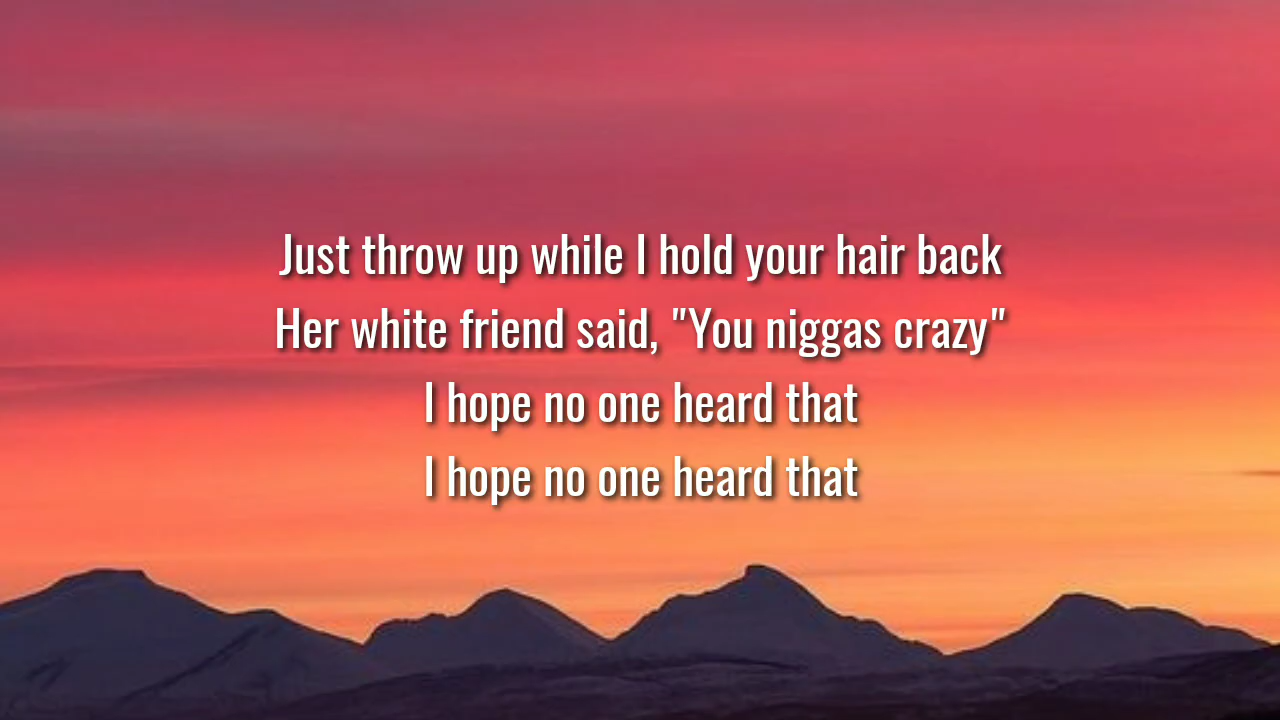 Just throw up while I hold your hair back
Her white friend said, "You niggas crazy"
I hope no one heard that
I hope no one heard that